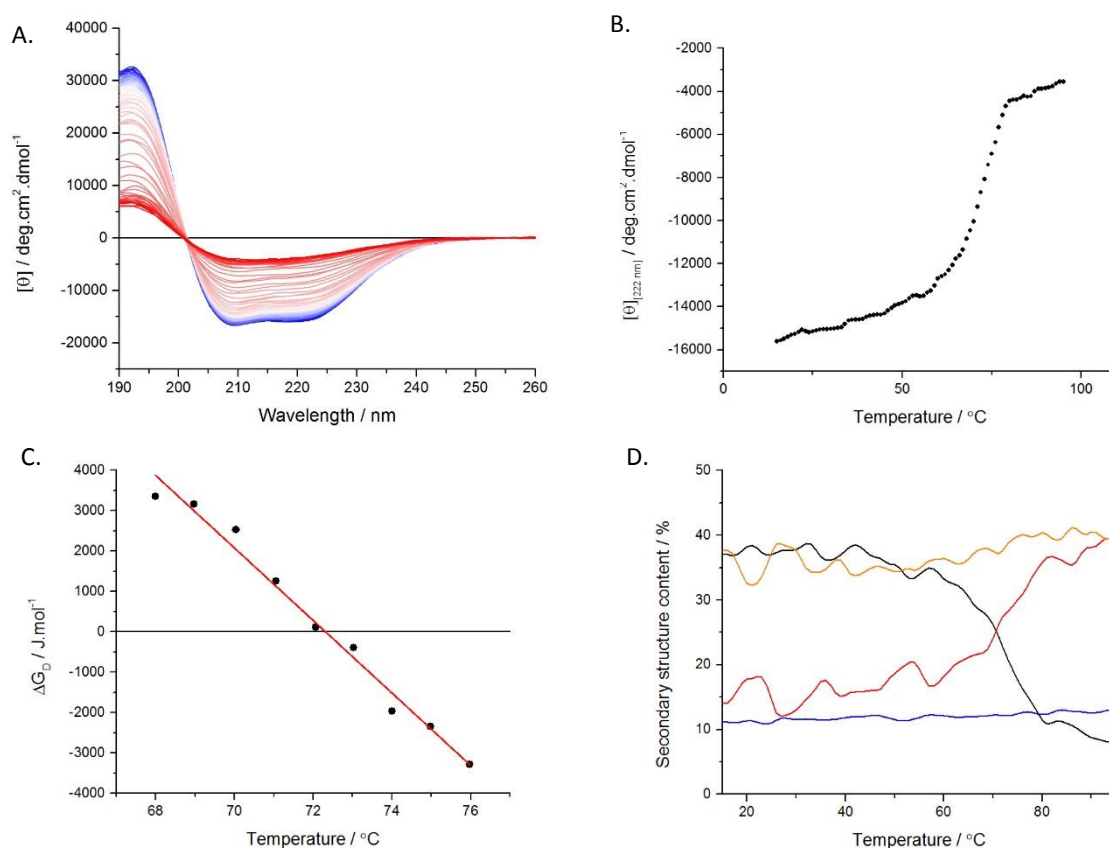 A.
40000
30000
20000
10000
0
-10000
-20000
[θ] / deg.cm².dmol⁻¹
190 200 210 220 230 240 250 260
Wavelength / nm
B.
-2000
-4000
-6000
-8000
-10000
-12000
-14000
-16000
[θ][222 nm] / deg.cm².dmol⁻¹
0 50 100
Temperature / °C
C.
4000
3000
2000
1000
0
-1000
-2000
-3000
-4000
ΔG_D / J.mol⁻¹
68 70 72 74 76
Temperature / °C
D.
50
40
30
20
10
0
Secondary structure content / %
20 40 60 80
Temperature / °C